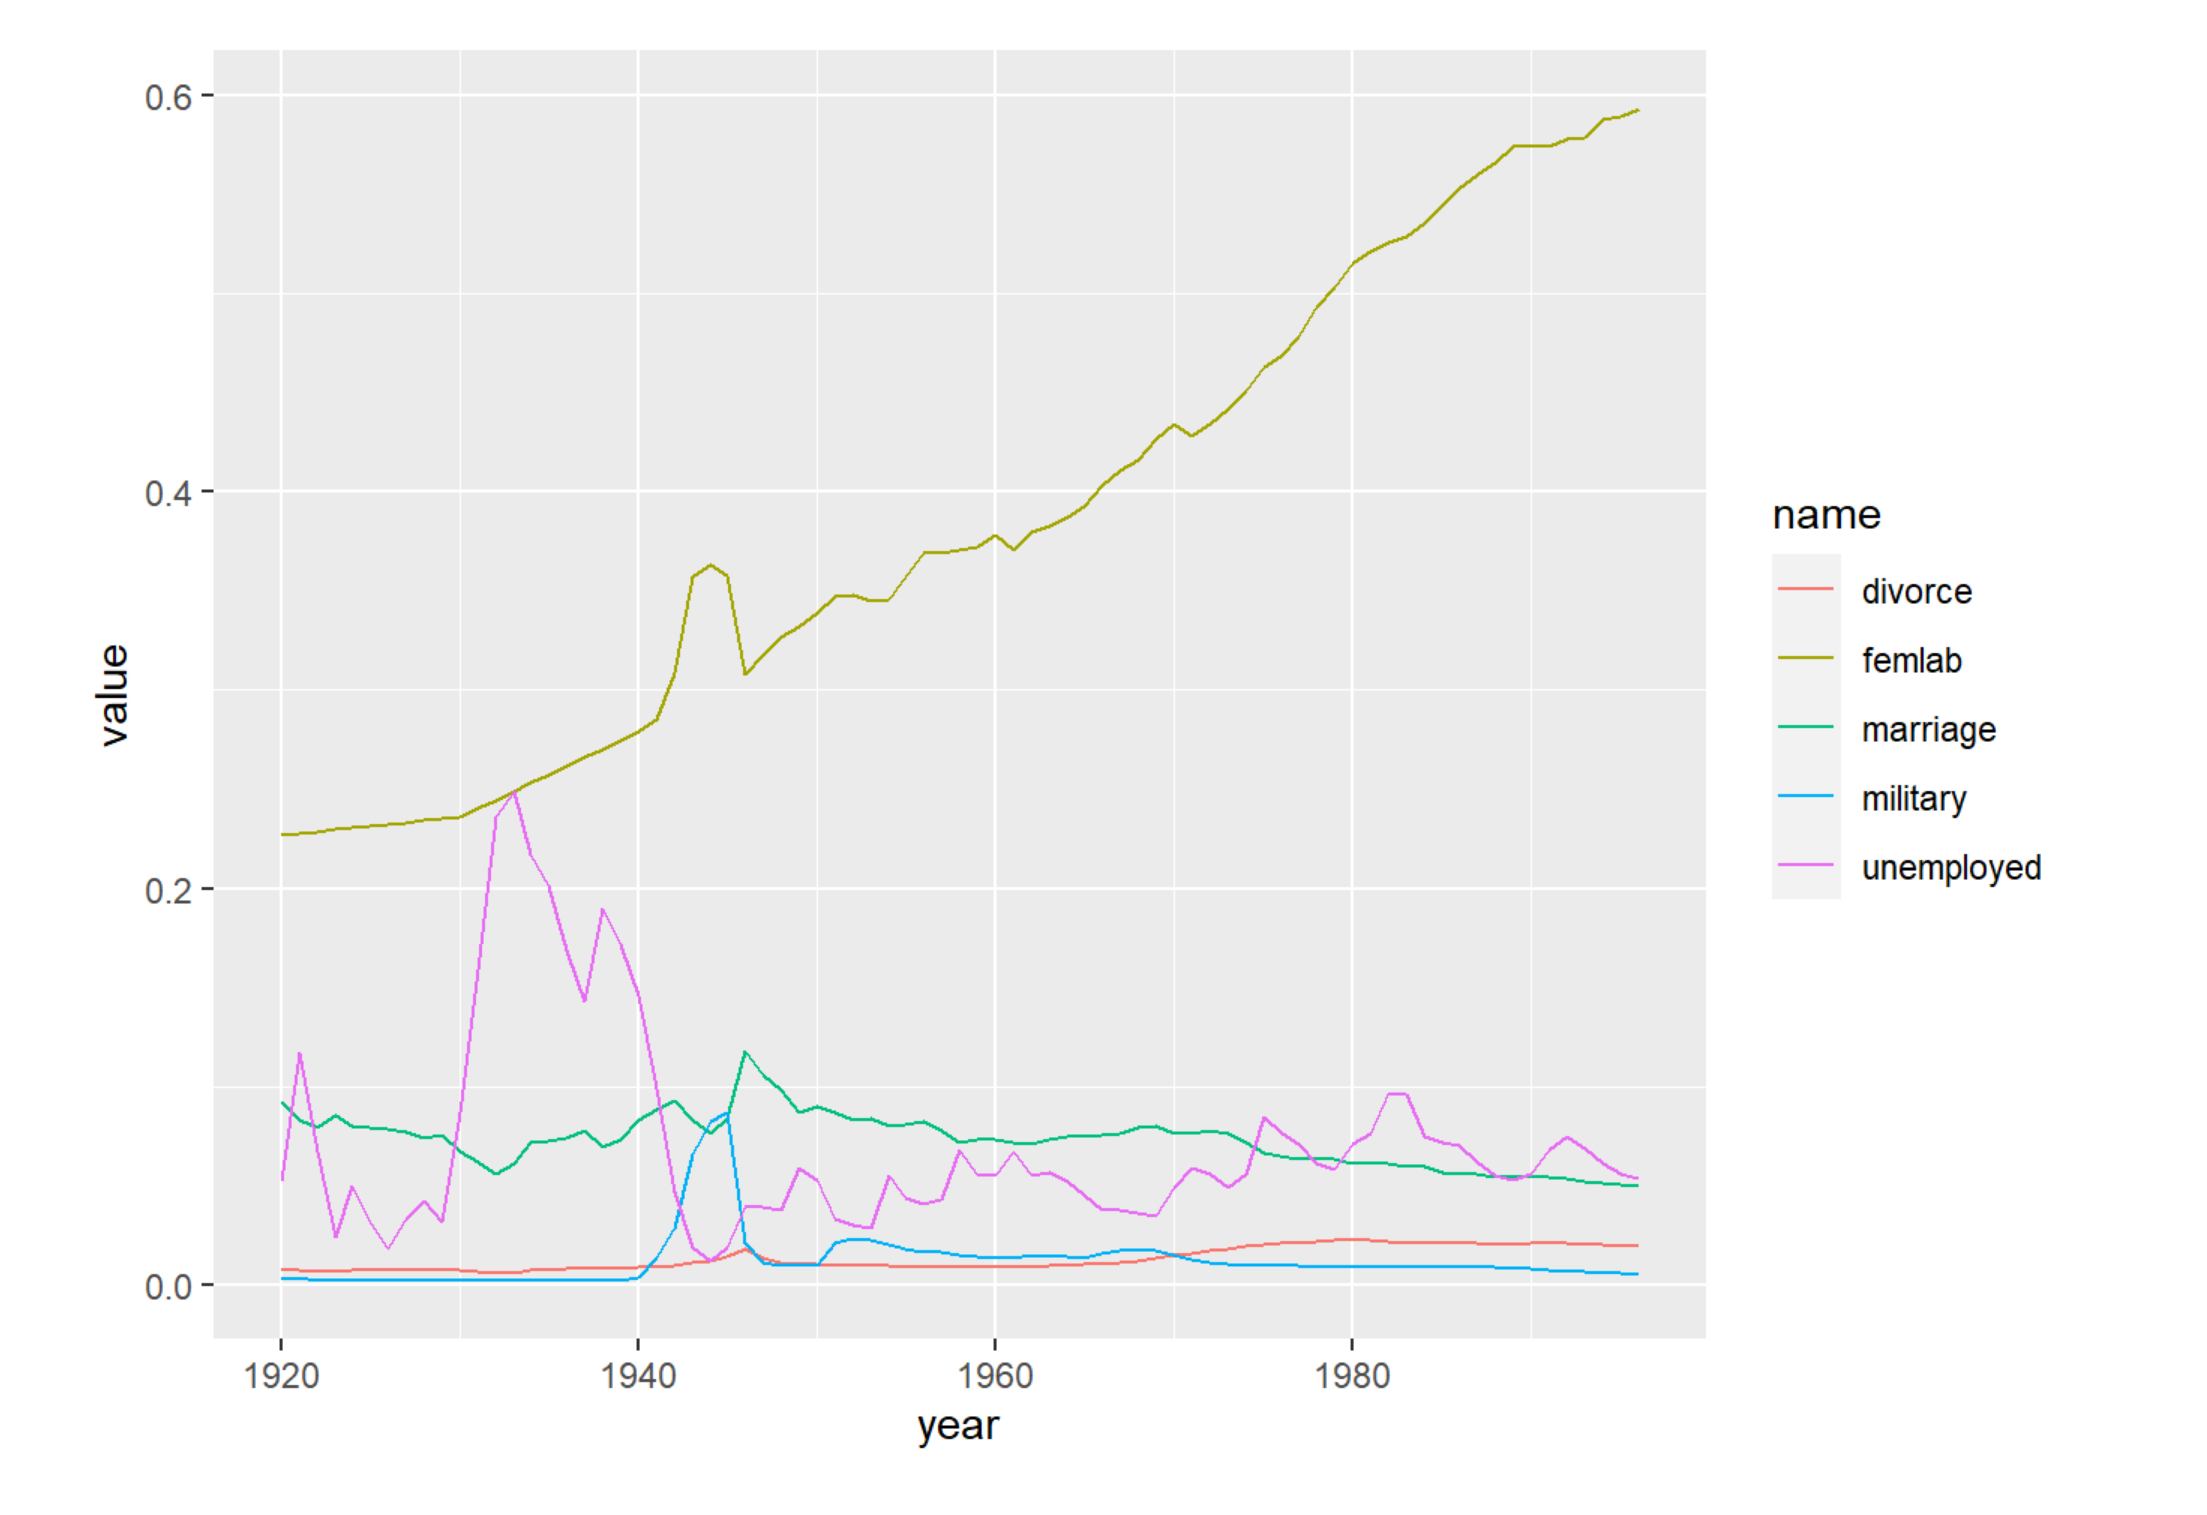 0.6
0.4
0.2
0.0
value
1920 1940 1960 1980
year
name
divorce
femlab
marriage
military
unemployed